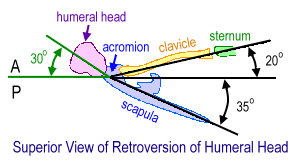 humeral head
sternum
clavicle
acromion
30°
A
20°
P
35°
scapula
Superior View of Retroversion of Humeral Head